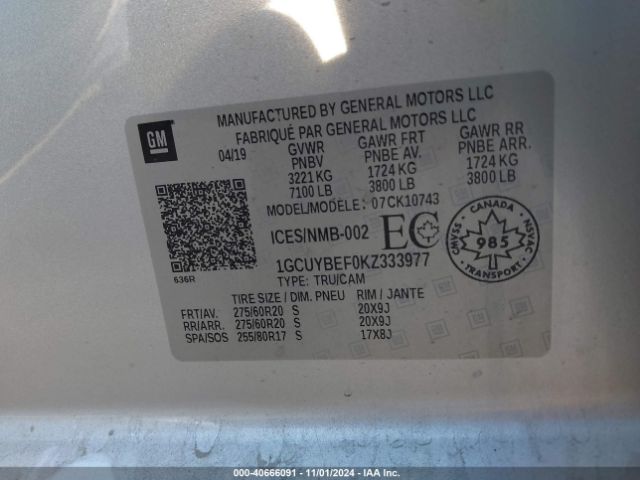 MANUFACTURED BY GENERAL MOTORS LLC
FABRIQUÉ PAR GENERAL MOTORS LLC
GM
04/19
GVWR GAWR FRT GAWR RR
PNBV PNBE AV. PNBE ARR.
3221 KG 1724 KG 1724 KG
7100 LB 3800 LB 3800 LB
MODEL/MODELE: 07CK10743
ICES/NMB-002 EC
CANADA
CMVSS 985 NSVAC
TRANSPORT
1GCUYBEF0KZ333977
TYPE: TRU/CAM
636R
TIRE SIZE / DIM. PNEU RIM / JANTE
FRT/AV. 275/60R20 S 20X9J
RR/ARR. 275/60R20 S 20X9J
SPA/SOS 255/80R17 S 17X8J
000-40666091 - 11/01/2024 - IAA Inc.